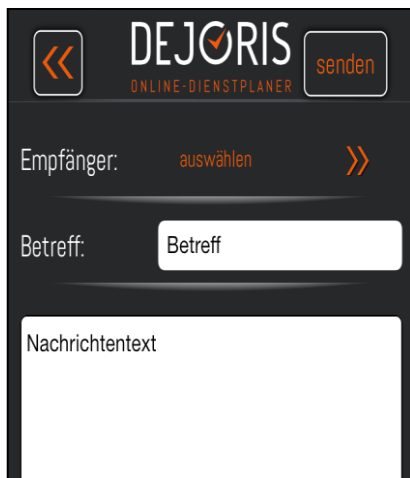 DEJORIS
ONLINE-DIENSTPLANER
senden
Empfänger:
auswählen
Betreff:
Betreff
Nachrichtentext